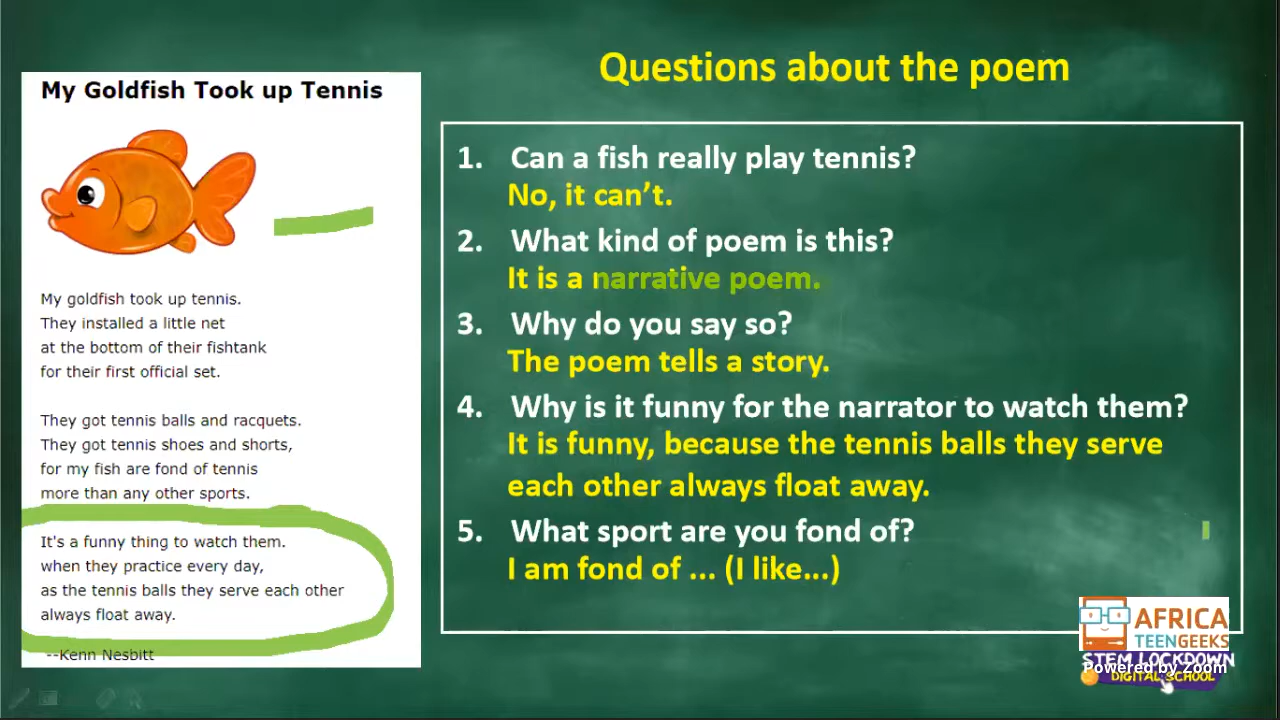 My Goldfish Took up Tennis
My goldfish took up tennis.
They installed a little net
at the bottom of their fishtank
for their first official set.
They got tennis balls and racquets.
They got tennis shoes and shorts,
for my fish are fond of tennis
more than any other sports.
It's a funny thing to watch them.
when they practice every day,
as the tennis balls they serve each other
always float away.
--Kenn Nesbitt
Questions about the poem
1. Can a fish really play tennis?
No, it can't.
2. What kind of poem is this?
It is a narrative poem.
3. Why do you say so?
The poem tells a story.
4. Why is it funny for the narrator to watch them?
It is funny, because the tennis balls they serve
each other always float away.
5. What sport are you fond of?
I am fond of ... (I like...)
AFRICA
TEENGEEKS
STEM LOCKDOWN
Powered by Zoom
DIGITAL SCHOOL